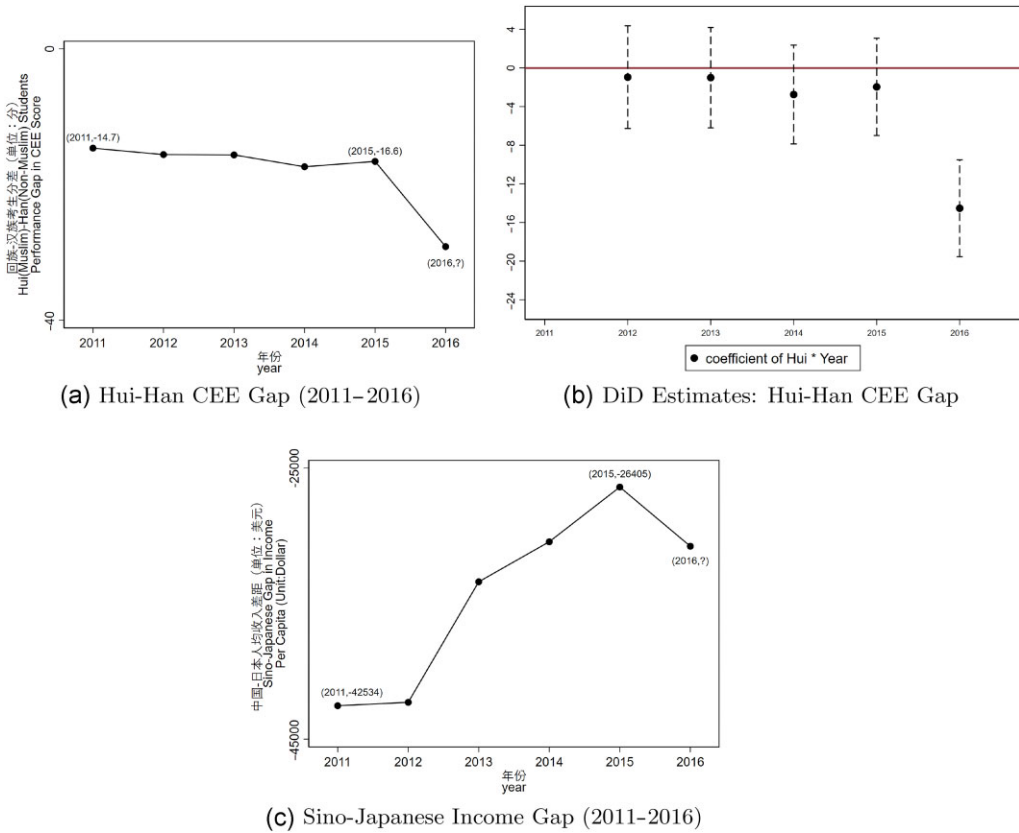 0
-40
回族-汉族考生分差（单位：分）
Hui(Muslim)-Han(Non-Muslim) Students
Performance Gap in CEE Score
(2011,-14.7)
(2015,-16.6)
(2016,?)
2011 2012 2013 2014 2015 2016
年份
year
(a) Hui-Han CEE Gap (2011–2016)
4
0
-4
-8
-12
-16
-20
-24
2011 2012 2013 2014 2015 2016
coefficient of Hui * Year
(b) DiD Estimates: Hui-Han CEE Gap
-25000
-45000
中国-日本人均收入差距（单位：美元）
Sino-Japanese Gap in Income
Per Capita (Unit:Dollar)
(2015,-26405)
(2016,?)
(2011,-42534)
2011 2012 2013 2014 2015 2016
年份
year
(c) Sino-Japanese Income Gap (2011–2016)